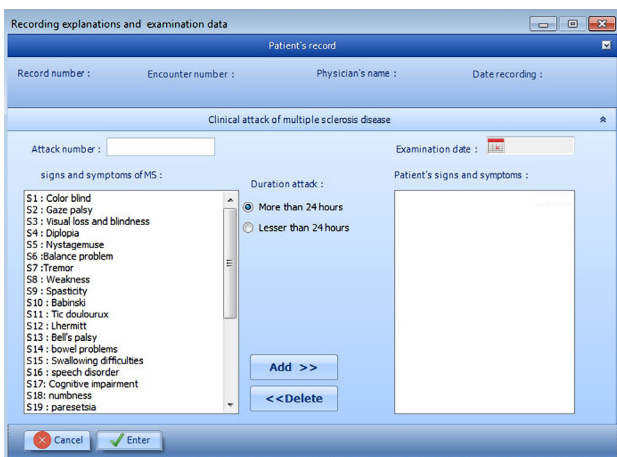 Recording explanations and examination data
Patient's record
Record number : Encounter number : Physician's name : Date recording :
Clinical attack of multiple sclerosis disease
Attack number : Examination date :
signs and symptoms of MS : Duration attack : Patient's signs and symptoms :
S1 : Color blind
S2 : Gaze palsy
S3 : Visual loss and blindness
S4 : Diplopia
S5 : Nystagmuse
S6 :Balance problem
S7 :Tremor
S8 : Weakness
S9 : Spasticity
S10 : Babinski
S11 : Tic doulourux
S12 : Lhermitt
S13 : Bell's palsy
S14 : bowel problems
S15 : Swallowing difficulties
S16 : speech disorder
S17: Cognitive impairment
S18: numbness
S19 : paresetsia
More than 24 hours
Lesser than 24 hours
Add >>
<<Delete
Cancel Enter